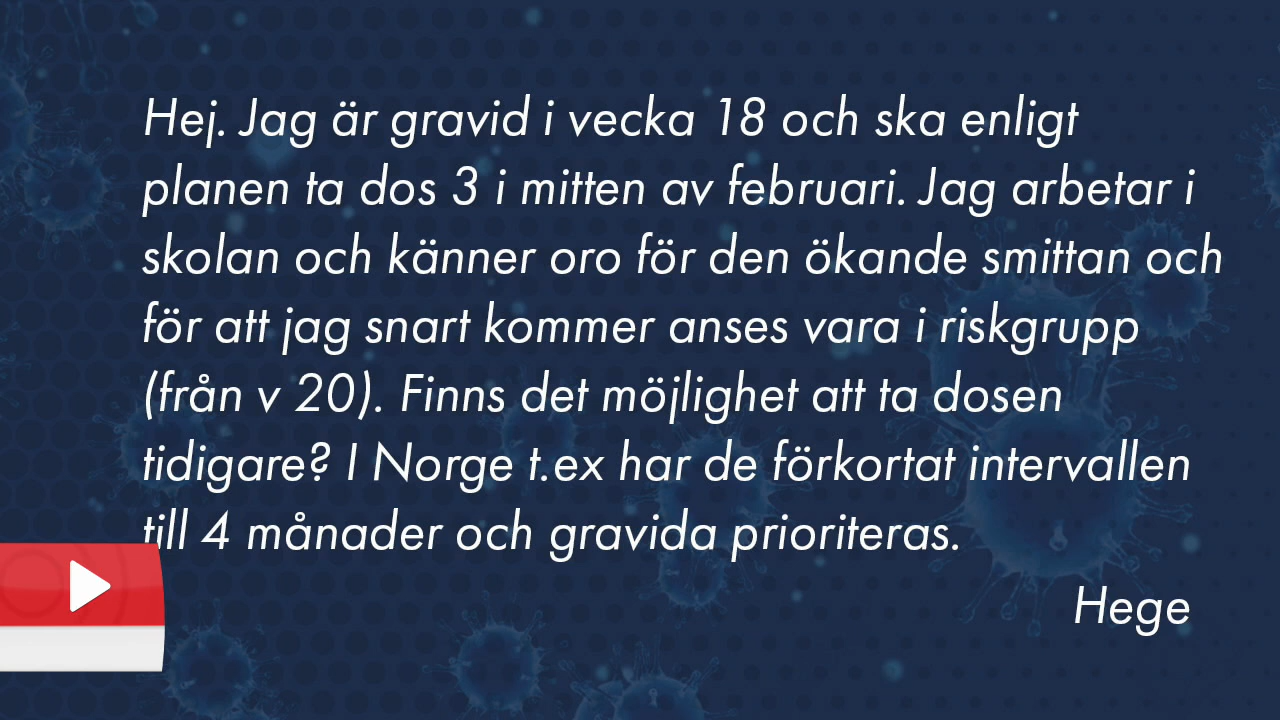 Hej. Jag är gravid i vecka 18 och ska enligt
planen ta dos 3 i mitten av februari. Jag arbetar i
skolan och känner oro för den ökande smittan och
för att jag snart kommer anses vara i riskgrupp
(från v 20). Finns det möjlighet att ta dosen
tidigare? I Norge t.ex har de förkortat intervallen
till 4 månader och gravida prioriteras.
Hege